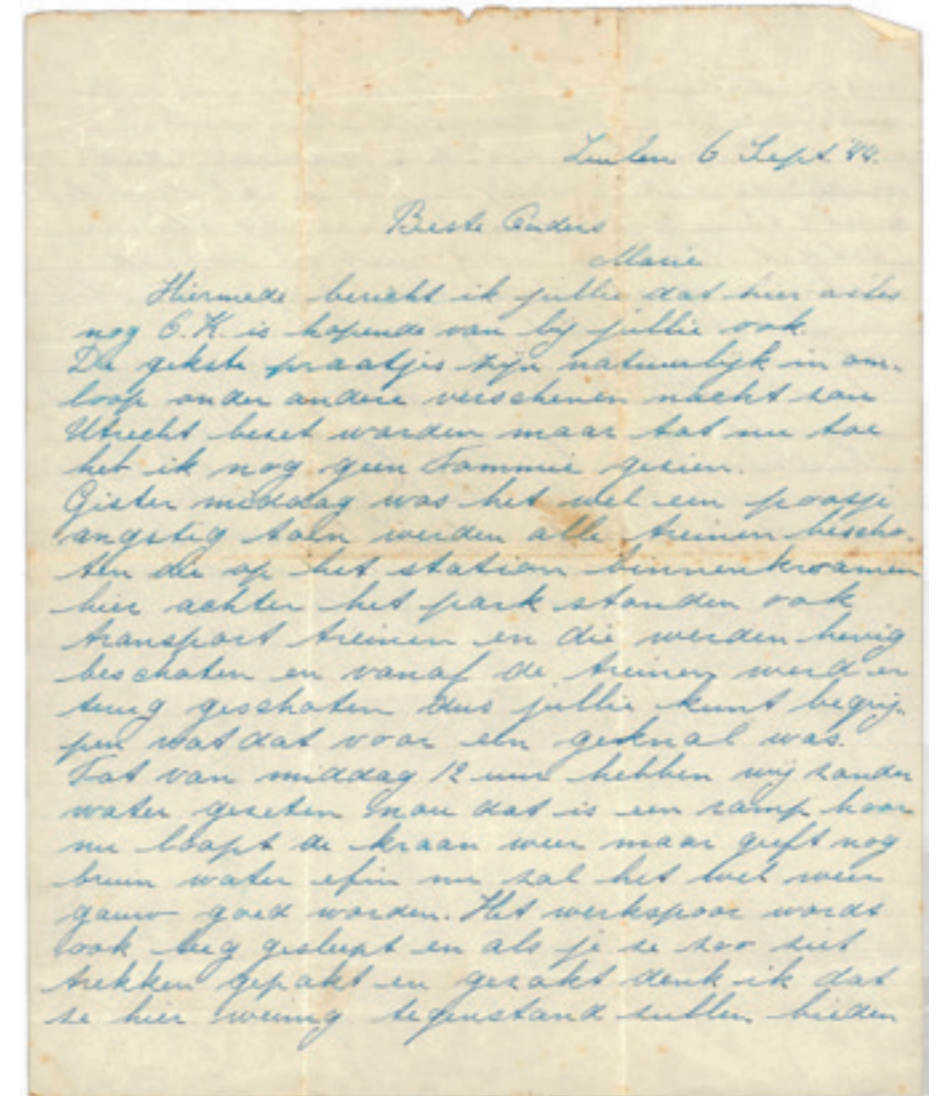 Zuilen 6 Sept. '44.
Beste Ouders
Marie
Hiermede bericht ik jullie dat hier alles
nog O.K. is hopende van bij jullie ook.
De gekste praatjes zijn natuurlijk in om-
loop onder andere verschenen nacht zou
Utrecht bezet worden maar tot nu toe
heb ik nog geen Tommie gezien.
Gister middag was het wel een poosje
angstig toen werden alle treinen bescho-
ten die op het station binnenkwamen
hier achter het park stonden ook
transport treinen en die werden hevig
beschoten en vanaf de treinen werd er
terug geschoten dus jullie kunt begrij-
pen wat dat voor een geknal was.
Tot van middag 12 uur hebben wij zonder
water gezeten nou dat is een ramp hoor
nu loopt de kraan weer maar geeft nog
bruin water efin nu zal het wel weer
gauw goed worden. Het werkspoor wordt
ook leeg gesleept en als je ze zoo ziet
trekken gepakt en gezakt denk ik dat
ze hier weinig tegenstand zullen bieden